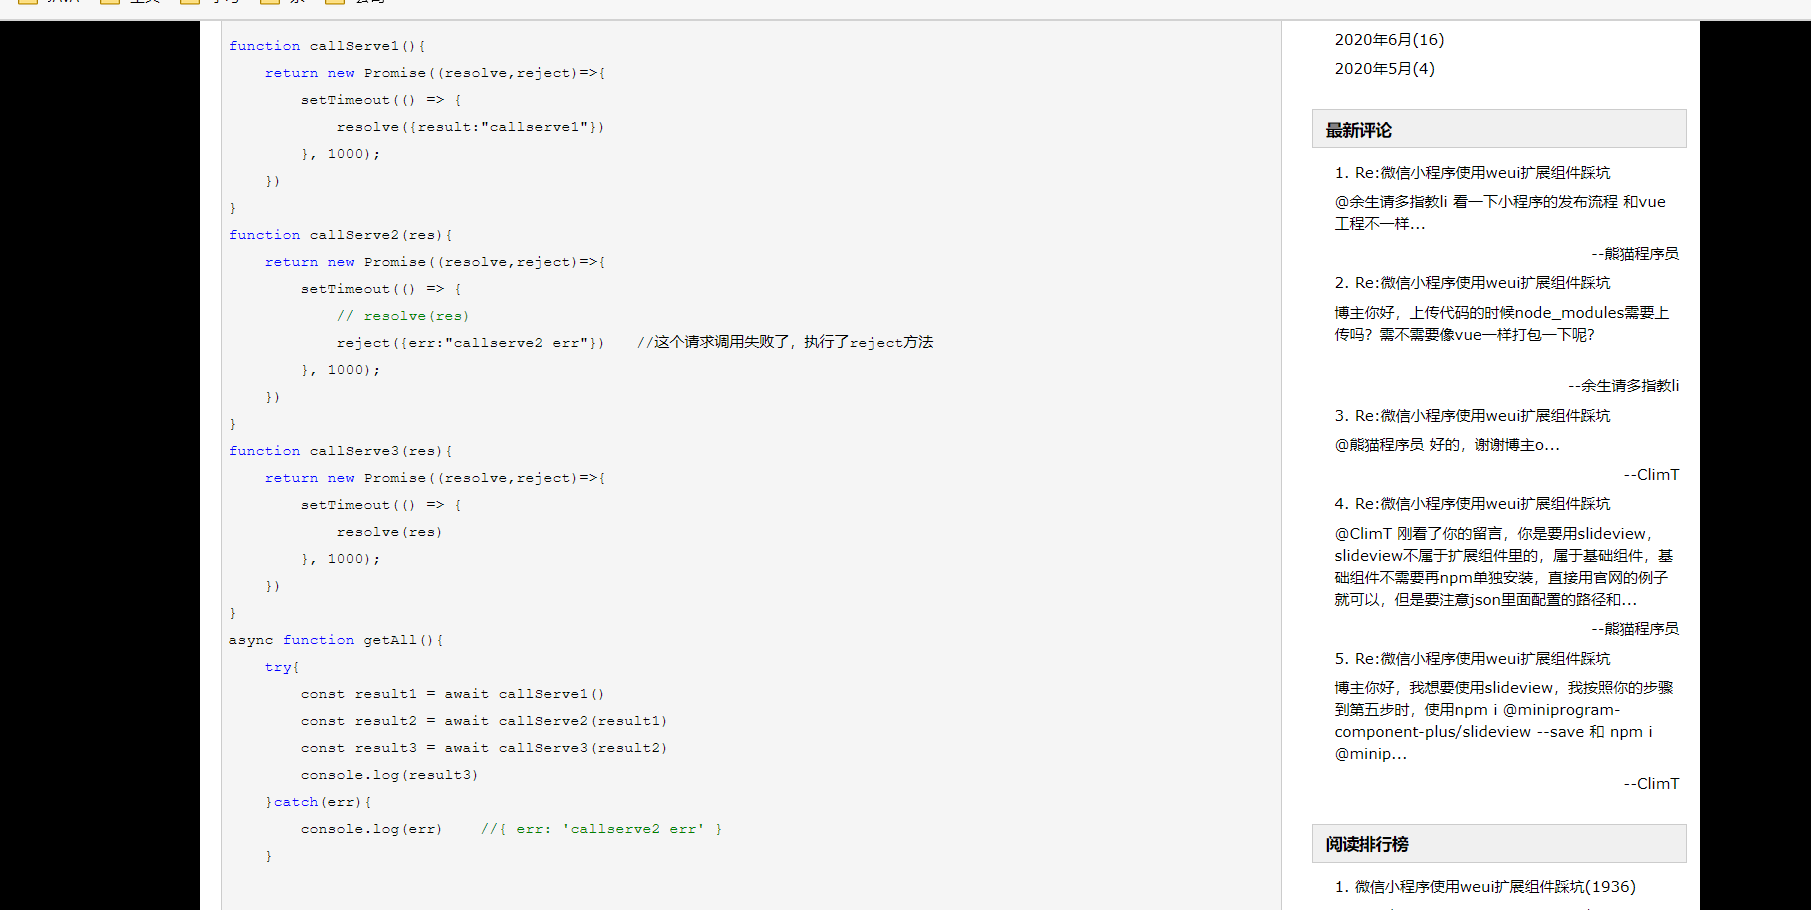 JAVA
function callServe1(){
return new Promise((resolve,reject)=>{
setTimeout(() => {
resolve({result:"callserve1"})
}, 1000);
})
}
function callServe2(res){
return new Promise((resolve,reject)=>{
setTimeout(() => {
// resolve(res)
reject({err:"callserve2 err"}) //这个请求调用失败了，执行了reject方法
}, 1000);
})
}
function callServe3(res){
return new Promise((resolve,reject)=>{
setTimeout(() => {
resolve(res)
}, 1000);
})
}
async function getAll(){
try{
const result1 = await callServe1()
const result2 = await callServe2(result1)
const result3 = await callServe3(result2)
console.log(result3)
}catch(err){
console.log(err) //{ err: 'callserve2 err' }
}
2020年6月(16)
2020年5月(4)
最新评论
1. Re:微信小程序使用weui扩展组件踩坑
@余生请多指教li 看一下小程序的发布流程 和vue
工程不一样...
--熊猫程序员
2. Re:微信小程序使用weui扩展组件踩坑
博主你好，上传代码的时候node_modules需要上
传吗？需不需要像vue一样打包一下呢？
--余生请多指教li
3. Re:微信小程序使用weui扩展组件踩坑
@熊猫程序员 好的，谢谢博主o...
--ClimT
4. Re:微信小程序使用weui扩展组件踩坑
@ClimT 刚看了你的留言，你是要用slideview，
slideview不属于扩展组件里的，属于基础组件，基
础组件不需要再npm单独安装，直接用官网的例子
就可以，但是要注意json里面配置的路径和...
--熊猫程序员
5. Re:微信小程序使用weui扩展组件踩坑
博主你好，我想要使用slideview，我按照你的步骤
到第五步时，使用npm i @miniprogram-
component-plus/slideview --save 和 npm i
@minip...
--ClimT
阅读排行榜
1. 微信小程序使用weui扩展组件踩坑(1936)